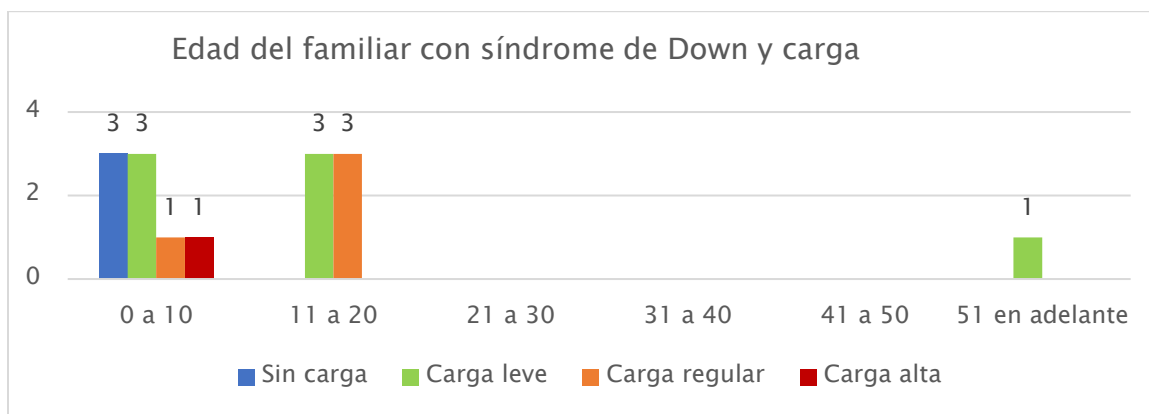 Edad del familiar con síndrome de Down y carga
4
3 3 3 3
2
1 1 1
0
0 a 10 11 a 20 21 a 30 31 a 40 41 a 50 51 en adelante
Sin carga Carga leve Carga regular Carga alta